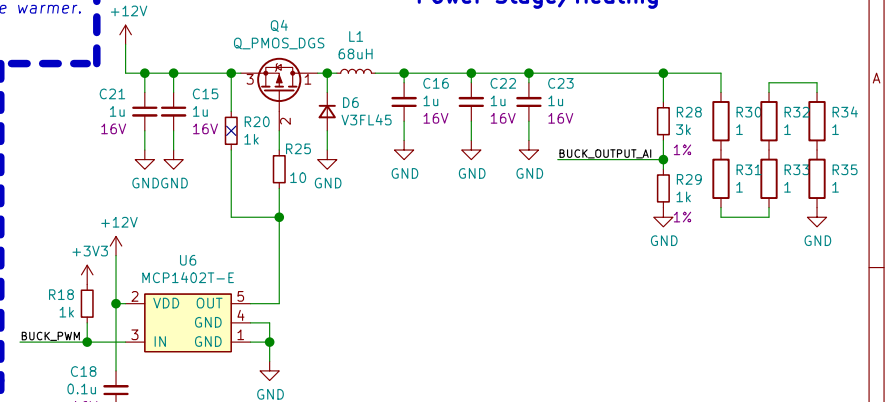 e warmer.
Power Stage/Heating
+12V
Q4
Q_PMOS_DGS
3
1
2
L1
68uH
C21
1u
16V
C15
1u
16V
R20
1k
D6
V3FL45
C16
1u
16V
C22
1u
16V
C23
1u
16V
R28
3k
1%
R30
1
R32
1
R34
1
A
R25
10
GND
GND
GND
GND
GND
GND
BUCK_OUTPUT_AI
R29
1k
1%
R31
1
R33
1
R35
1
GND
GND
+12V
+3V3
U6
MCP1402T-E
R18
1k
2
VDD
OUT
5
GND
4
BUCK_PWM
3
IN
GND
1
C18
0.1u
GND